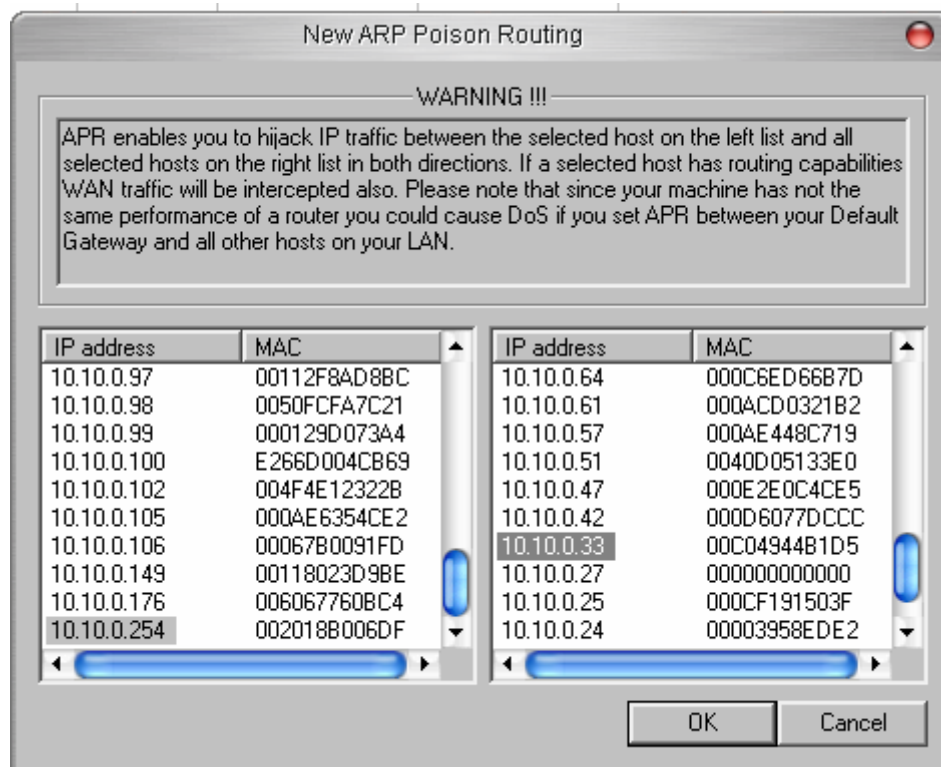 New ARP Poison Routing
WARNING !!!
APR enables you to hijack IP traffic between the selected host on the left list and all
selected hosts on the right list in both directions. If a selected host has routing capabilities
WAN traffic will be intercepted also. Please note that since your machine has not the
same performance of a router you could cause DoS if you set APR between your Default
Gateway and all other hosts on your LAN.
IP address MAC
10.10.0.97 00112F8AD8BC
10.10.0.98 0050FCFA7C21
10.10.0.99 000129D073A4
10.10.0.100 E266D004CB69
10.10.0.102 004F4E12322B
10.10.0.105 000AE6354CE2
10.10.0.106 00067B0091FD
10.10.0.149 00118023D9BE
10.10.0.176 006067760BC4
10.10.0.254 002018B006DF
IP address MAC
10.10.0.64 000C6ED66B7D
10.10.0.61 000ACD0321B2
10.10.0.57 000AE448C719
10.10.0.51 0040D05133E0
10.10.0.47 000E2E0C4CE5
10.10.0.42 000D6077DCCC
10.10.0.33 00C04944B1D5
10.10.0.27 000000000000
10.10.0.25 000CF191503F
10.10.0.24 00003958EDE2
OK Cancel